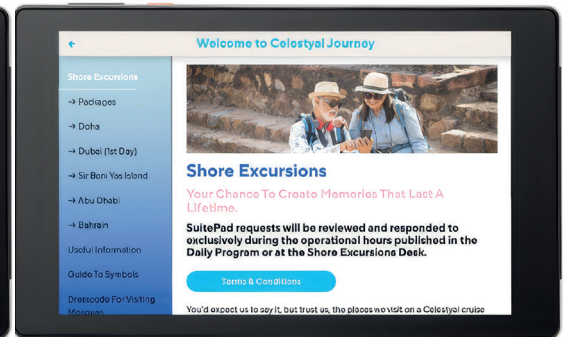 ←
Welcome to Celestyal Journey
Shore Excursions
→ Packages
→ Doha
→ Dubai (1st Day)
→ Sir Bani Yas Island
→ Abu Dhabi
→ Bahrain
Useful Information
Guide To Symbols
Dresscode For Visiting
Mosques
Shore Excursions
Your Chance To Create Memories That Last A
Lifetime.
SuitePad requests will be reviewed and responded to
exclusively during the operational hours published in the
Daily Program or at the Shore Excursions Desk.
Terms & Conditions
You'd expect us to say it, but trust us, the places we visit on a Celestyal cruise